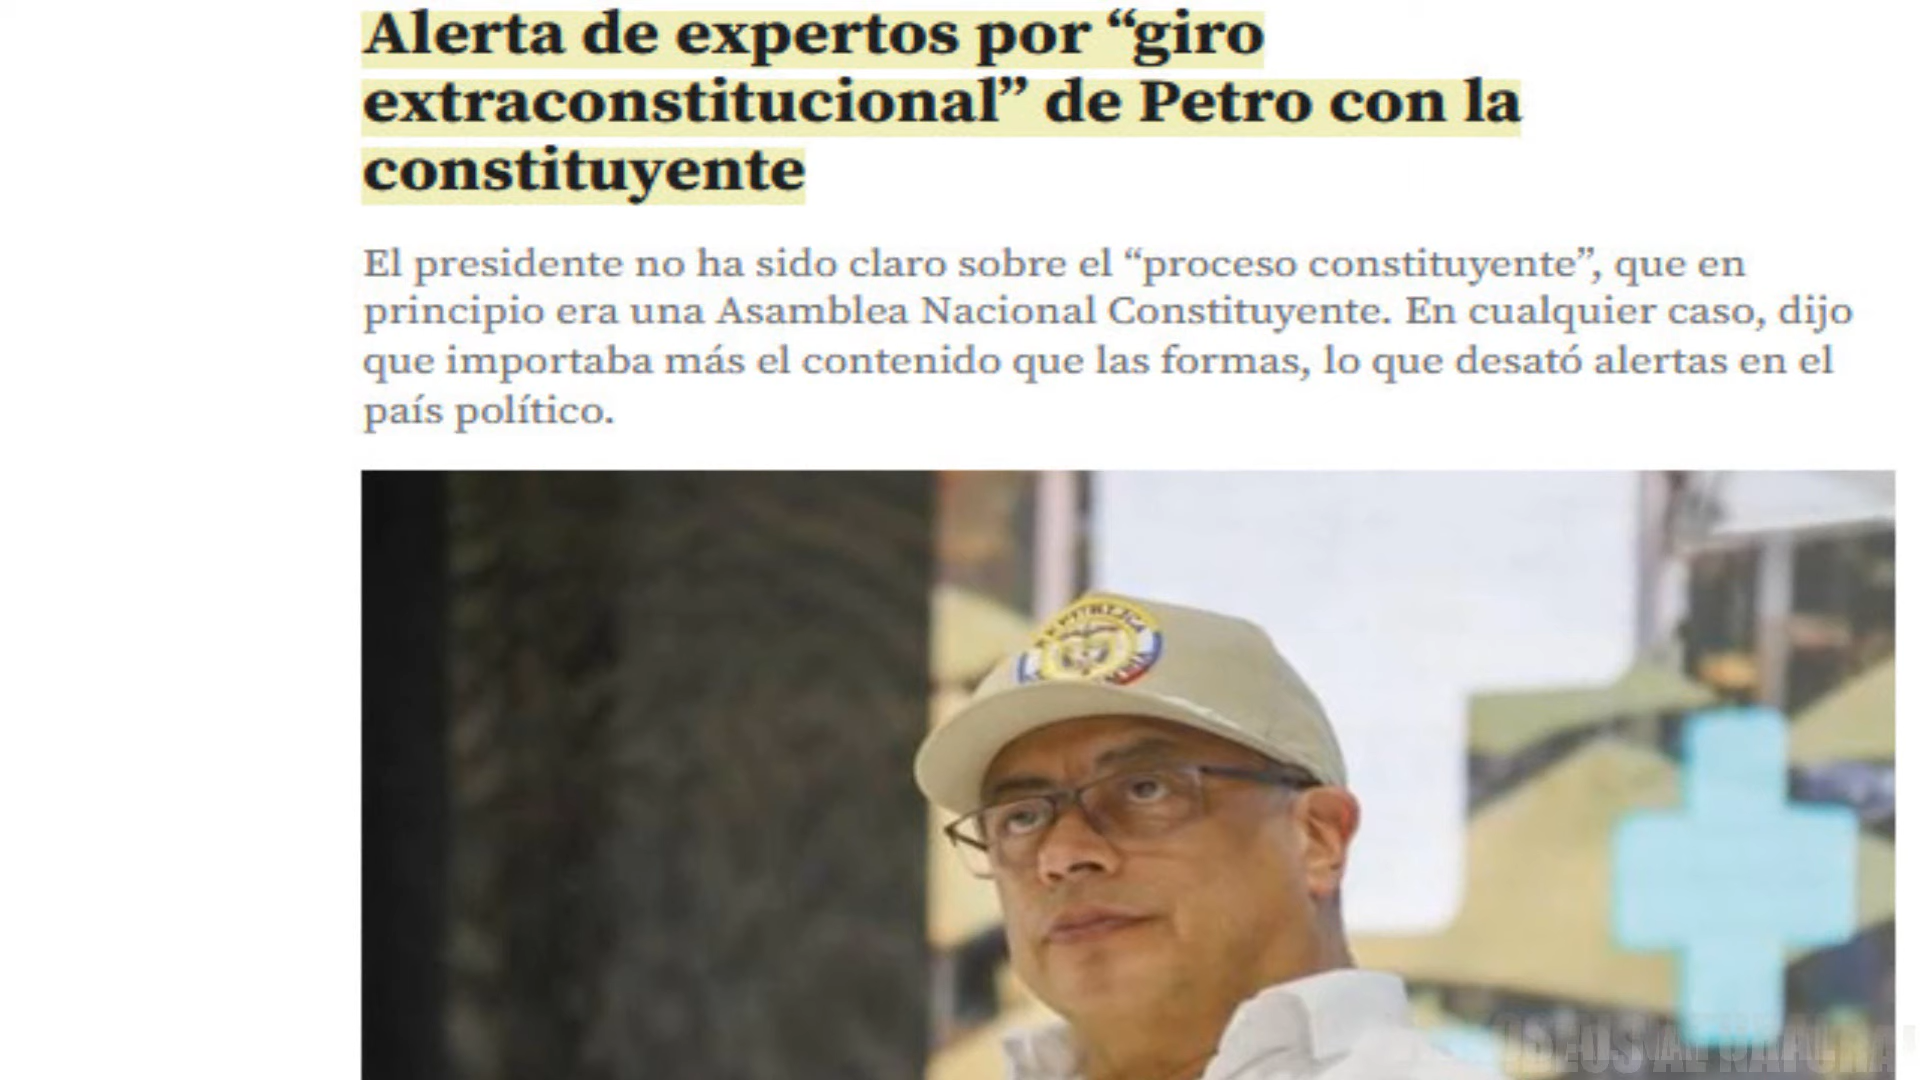 Alerta de expertos por “giro
extraconstitucional” de Petro con la
constituyente
El presidente no ha sido claro sobre el “proceso constituyente”, que en
principio era una Asamblea Nacional Constituyente. En cualquier caso, dijo
que importaba más el contenido que las formas, lo que desató alertas en el
país político.